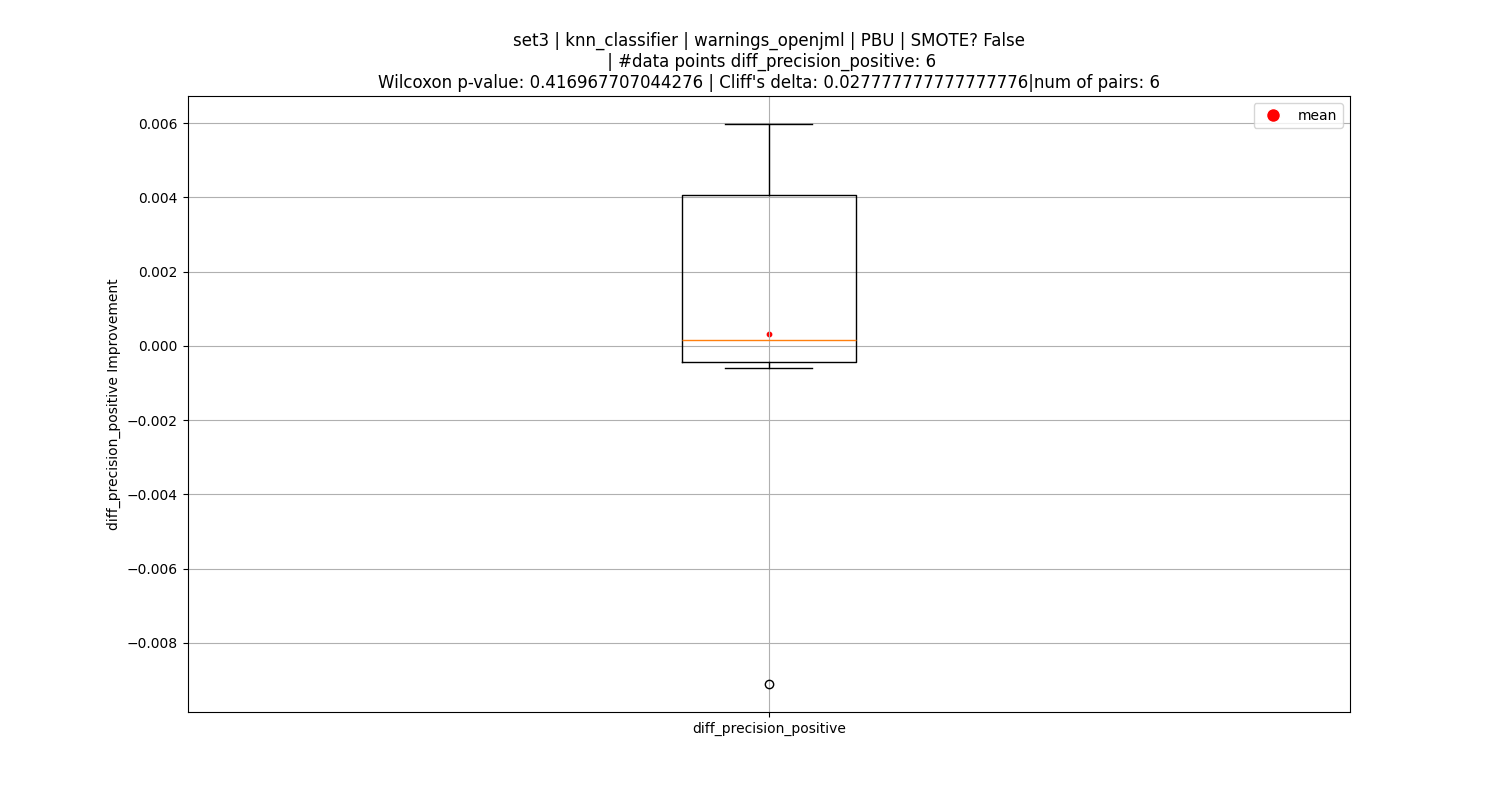 set3 | knn_classifier | warnings_openjml | PBU | SMOTE? False
| #data points diff_precision_positive: 6
Wilcoxon p-value: 0.416967707044276 | Cliff's delta: 0.027777777777777776|num of pairs: 6
mean
0.006
0.004
0.002
0.000
−0.002
−0.004
−0.006
−0.008
diff_precision_positive Improvement
diff_precision_positive